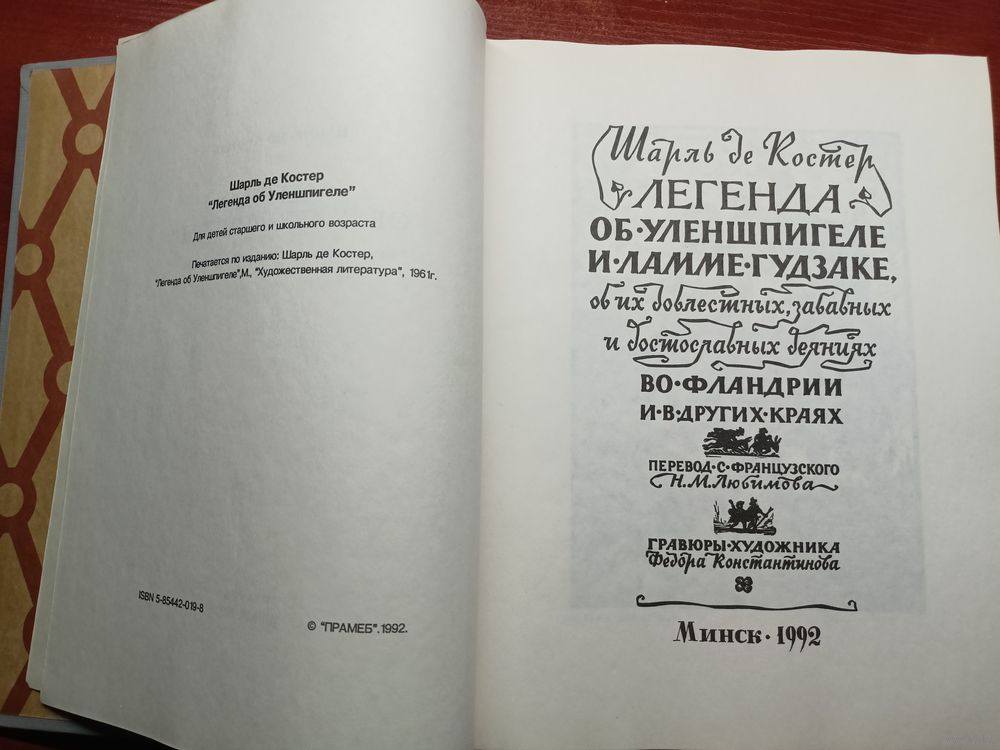 Шарль де Костер
"Легенда об Уленшпигеле"
Для детей старшего и школьного возраста
Печатается по изданию: Шарль де Костер,
"Легенда об Уленшпигеле",М., "Художественная литература", 1961г.
ISBN 5-85442-019-8
© "ПРАМЕБ".1992.
Шарль де Костер
ЛЕГЕНДА
ОБ·УЛЕНШПИГЕЛЕ
И·ЛАММЕ·ГУДЗАКЕ,
об их доблестных, забавных
и достославных деяниях
ВО·ФЛАНДРИИ
И·В·ДРУГИХ·КРАЯХ
ПЕРЕВОД·С·ФРАНЦУЗСКОГО
Н.М.Любимова
ГРАВЮРЫ·ХУДОЖНИКА
Федора Константинова
Минск·1992